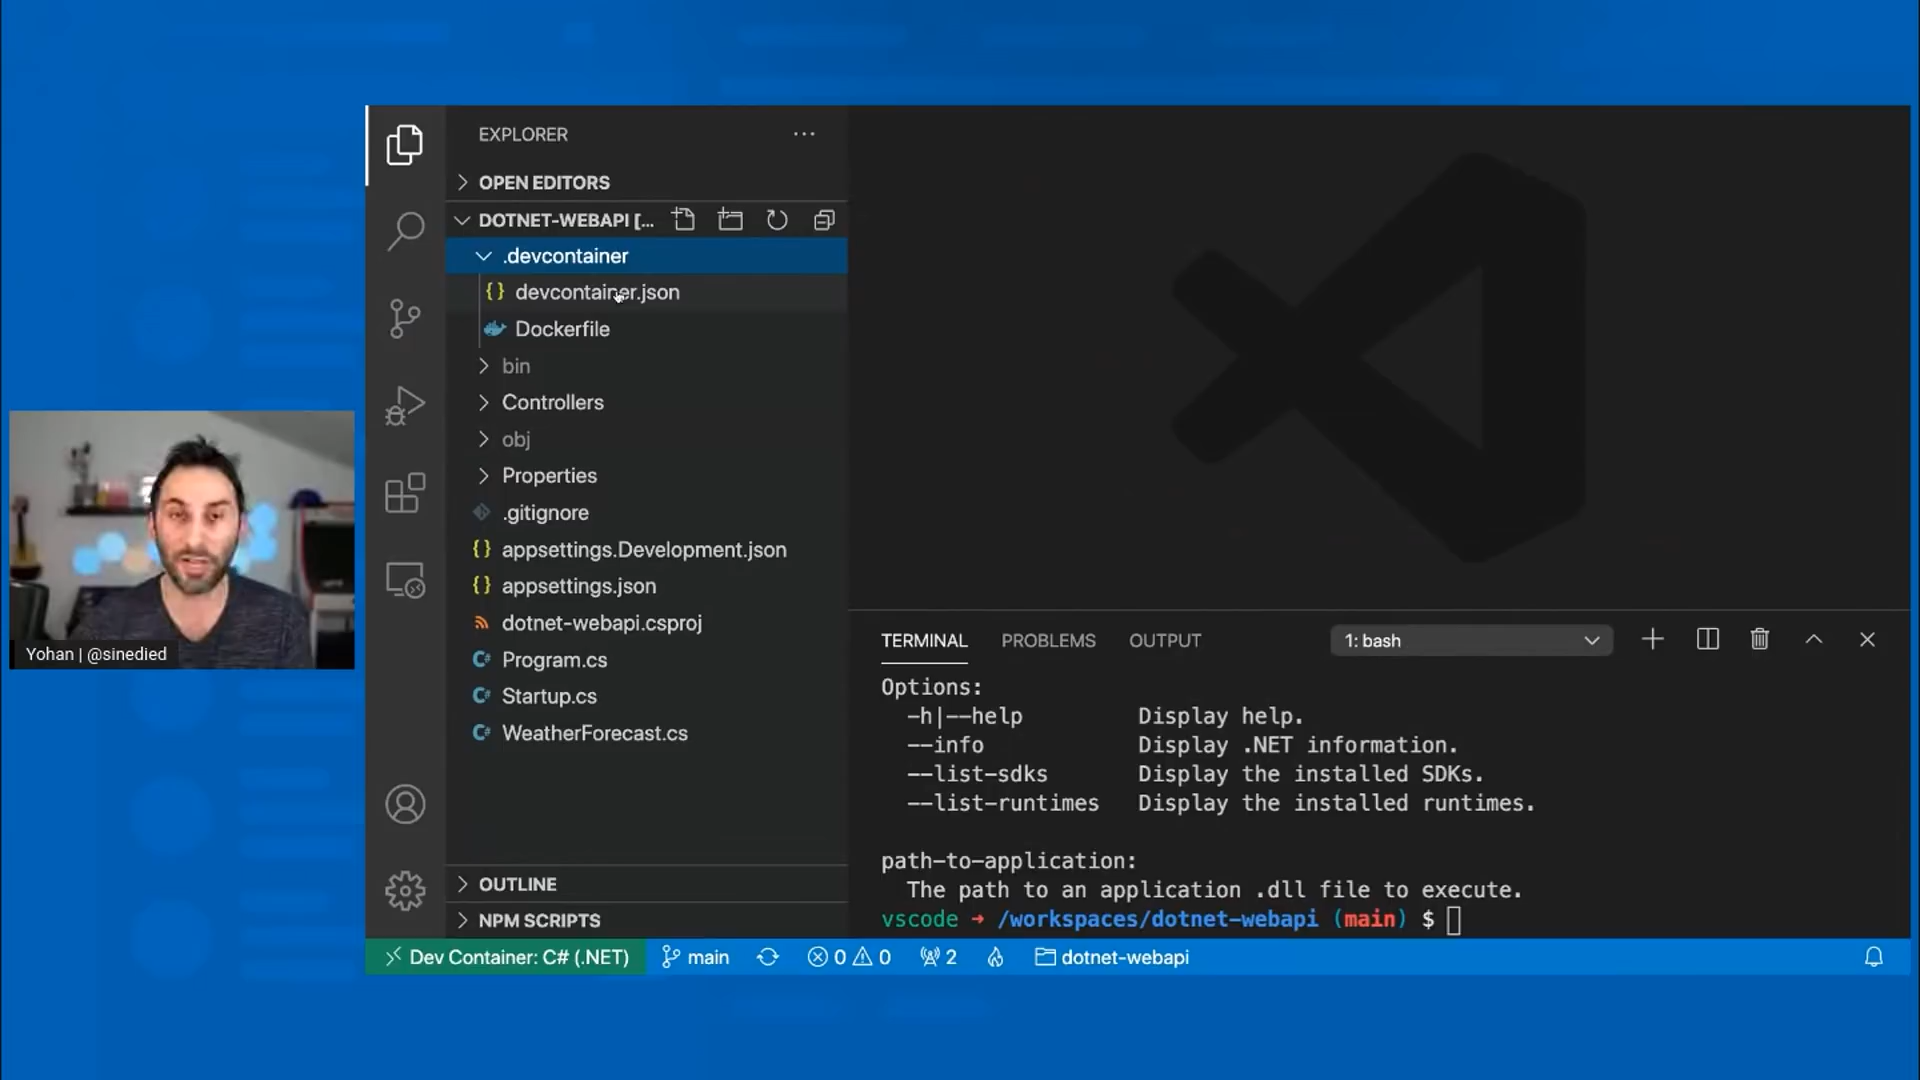 EXPLORER
OPEN EDITORS
DOTNET-WEBAPI [...
.devcontainer
devcontainer.json
Dockerfile
bin
Controllers
obj
Properties
.gitignore
appsettings.Development.json
appsettings.json
dotnet-webapi.csproj
Program.cs
Startup.cs
WeatherForecast.cs
OUTLINE
NPM SCRIPTS
Yohan | @sinedied
TERMINAL PROBLEMS OUTPUT 1: bash
Options:
-h|--help Display help.
--info Display .NET information.
--list-sdks Display the installed SDKs.
--list-runtimes Display the installed runtimes.
path-to-application:
The path to an application .dll file to execute.
vscode ➜ /workspaces/dotnet-webapi (main) $
Dev Container: C# (.NET) main 0 0 2 dotnet-webapi